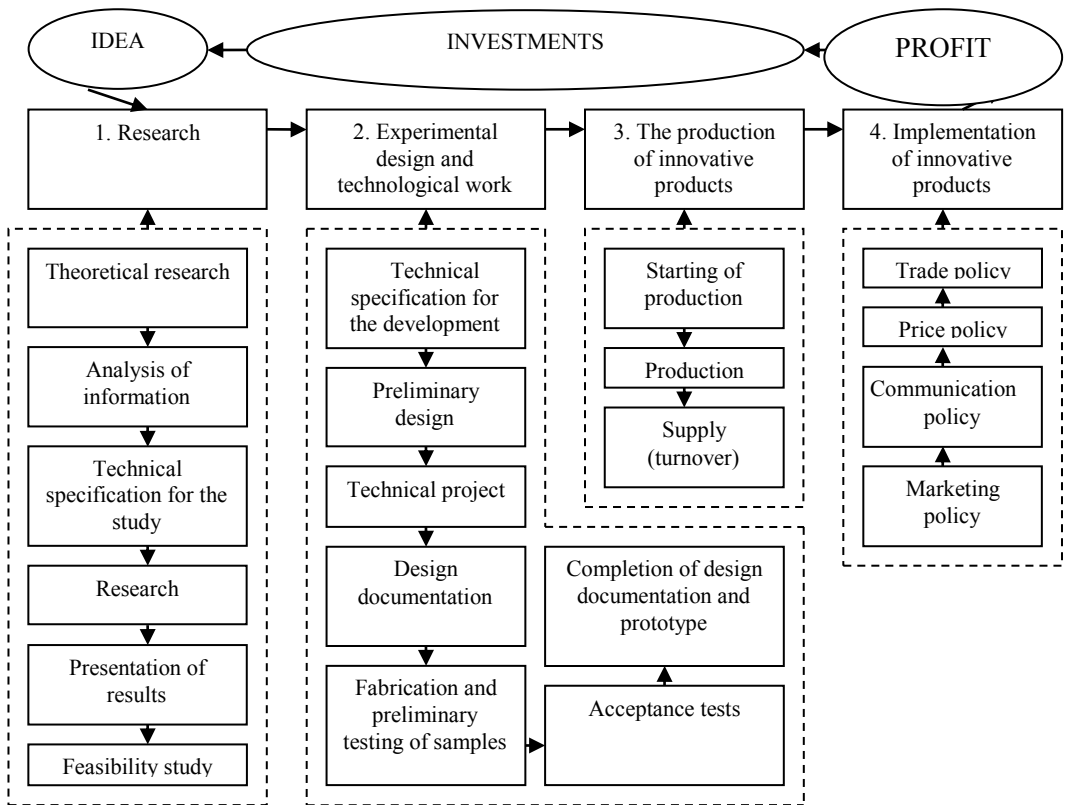 IDEA
INVESTMENTS
PROFIT
1. Research
2. Experimental
design and
technological work
3. The production
of innovative
products
4. Implementation
of innovative
products
Theoretical research
Analysis of
information
Technical
specification for the
study
Research
Presentation of
results
Feasibility study
Technical
specification for
the development
Preliminary
design
Technical project
Design
documentation
Fabrication and
preliminary
testing of samples
Completion of design
documentation and
prototype
Acceptance tests
Starting of
production
Production
Supply
(turnover)
Trade policy
Price policy
Communication
policy
Marketing
policy